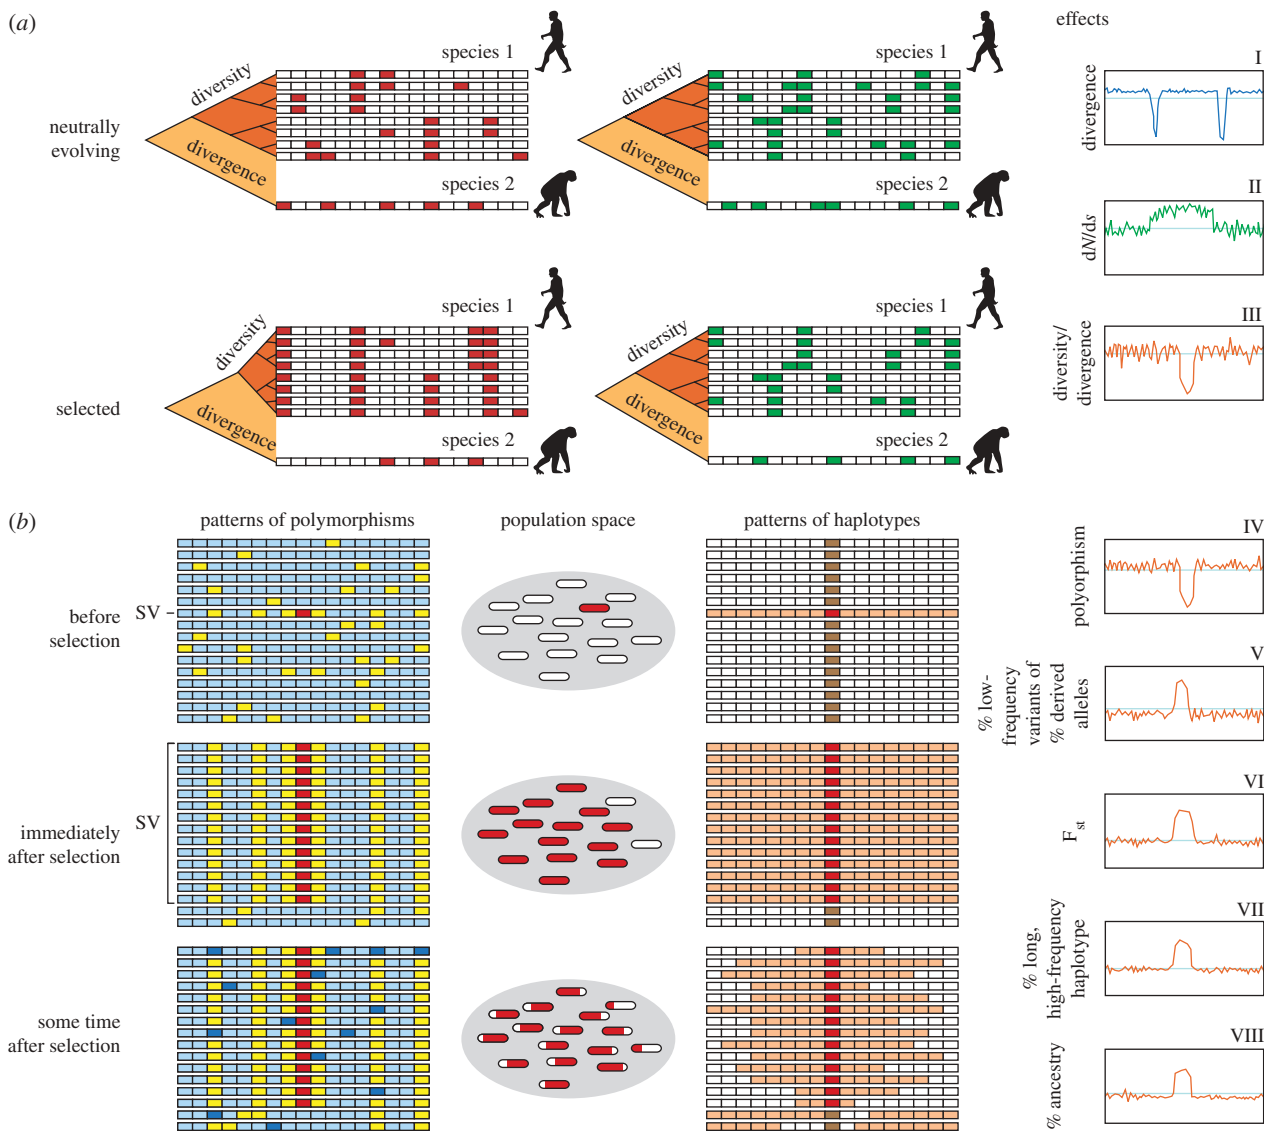 (a)
effects
species 1
species 1
I
diversity
diversity
divergence
neutrally
evolving
divergence
divergence
species 2
species 2
II
dN/ds
species 1
species 1
III
diversity
diversity
diversity/
divergence
selected
divergence
divergence
species 2
species 2
(b)
patterns of polymorphisms
population space
patterns of haplotypes
IV
polyorphism
SV
before
selection
V
% low-
frequency
variants of
% derived
alleles
VI
SV
immediately
after selection
Fst
VII
% long,
high-frequency
haplotype
some time
after selection
VIII
% ancestry